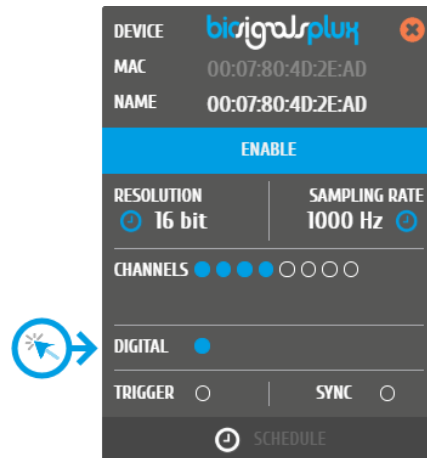 DEVICE biosignalsplux
MAC 00:07:80:4D:2E:AD
NAME 00:07:80:4D:2E:AD
ENABLE
RESOLUTION SAMPLING RATE
16 bit 1000 Hz
CHANNELS
DIGITAL
TRIGGER SYNC
SCHEDULE